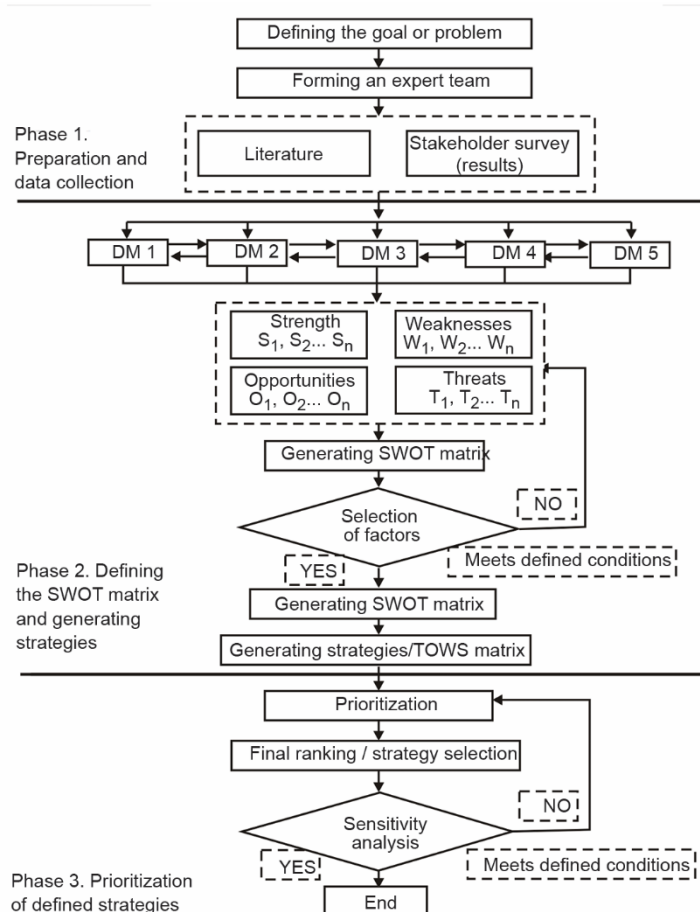 Defining the goal or problem
Forming an expert team
Phase 1.
Preparation and
data collection
Literature
Stakeholder survey
(results)
DM 1
DM 2
DM 3
DM 4
DM 5
Strength
S1, S2... Sn
Weaknesses
W1, W2... Wn
Opportunities
O1, O2... On
Threats
T1, T2... Tn
Generating SWOT matrix
Selection
of factors
NO
YES
Meets defined conditions
Phase 2. Defining
the SWOT matrix
and generating
strategies
Generating SWOT matrix
Generating strategies/TOWS matrix
Prioritization
Final ranking / strategy selection
Sensitivity
analysis
NO
YES
Meets defined conditions
Phase 3. Prioritization
of defined strategies
End